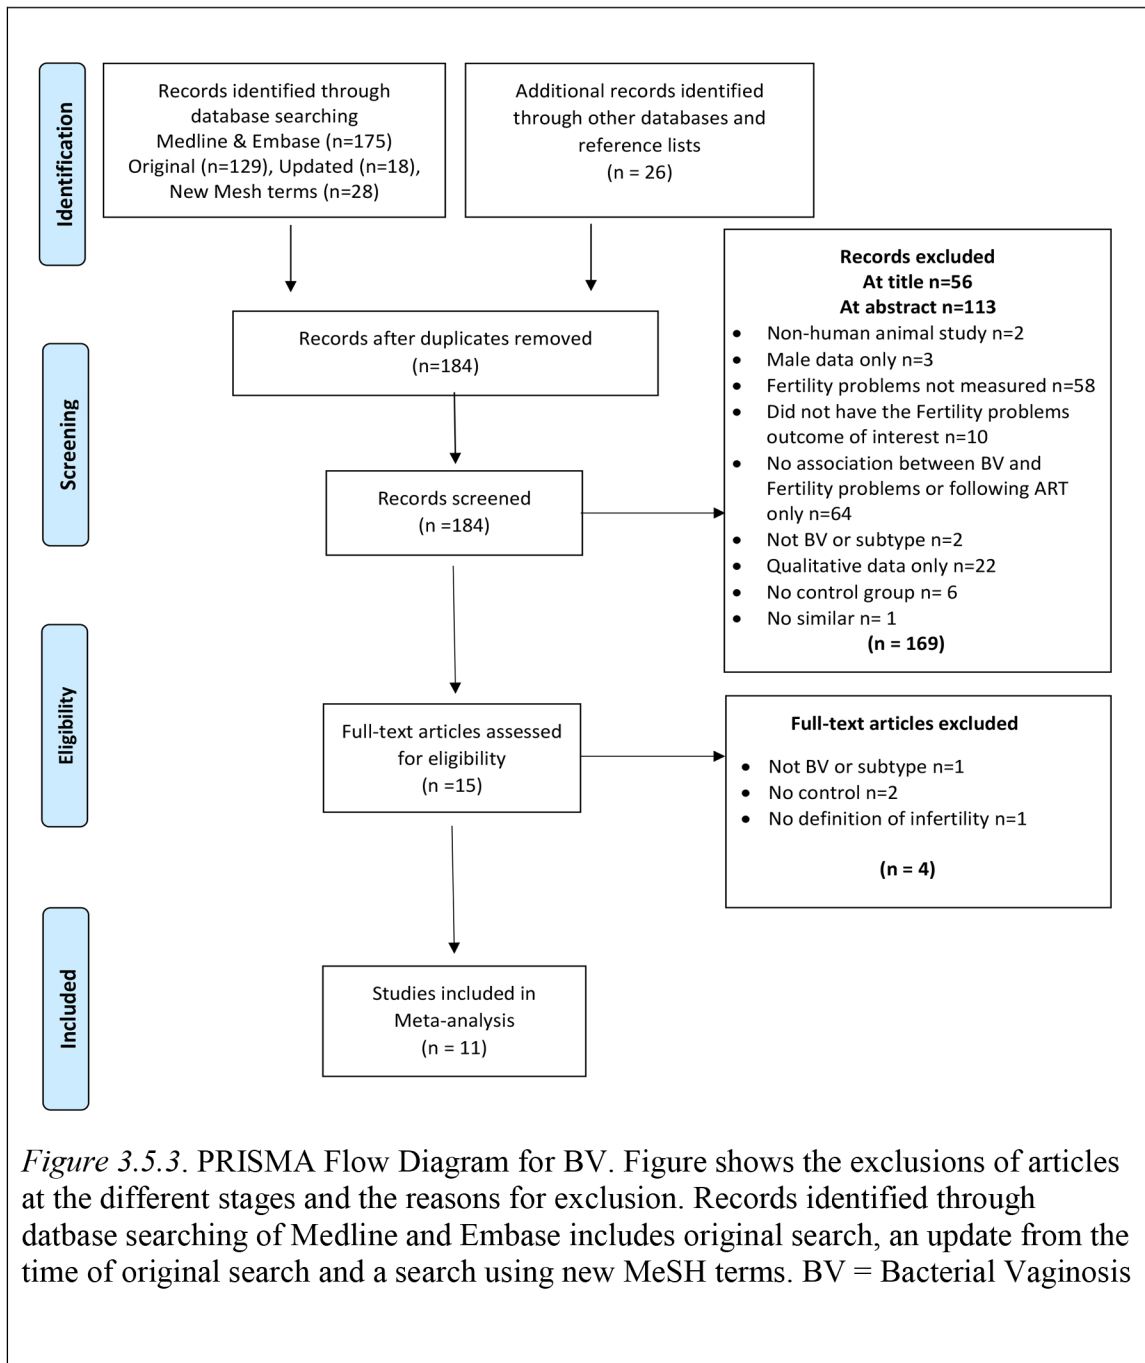 Identification
Records identified through
database searching
Medline & Embase (n=175)
Original (n=129), Updated (n=18),
New Mesh terms (n=28)
Additional records identified
through other databases and
reference lists
(n = 26)
Records after duplicates removed
(n=184)
Screening
Records screened
(n =184)
Records excluded
At title n=56
At abstract n=113
• Non-human animal study n=2
• Male data only n=3
• Fertility problems not measured n=58
• Did not have the Fertility problems
outcome of interest n=10
• No association between BV and
Fertility problems or following ART
only n=64
• Not BV or subtype n=2
• Qualitative data only n=22
• No control group n= 6
• No similar n= 1
(n = 169)
Eligibility
Full-text articles assessed
for eligibility
(n =15)
Full-text articles excluded
• Not BV or subtype n=1
• No control n=2
• No definition of infertility n=1
(n = 4)
Included
Studies included in
Meta-analysis
(n = 11)
Figure 3.5.3. PRISMA Flow Diagram for BV. Figure shows the exclusions of articles
at the different stages and the reasons for exclusion. Records identified through
datbase searching of Medline and Embase includes original search, an update from the
time of original search and a search using new MeSH terms. BV = Bacterial Vaginosis